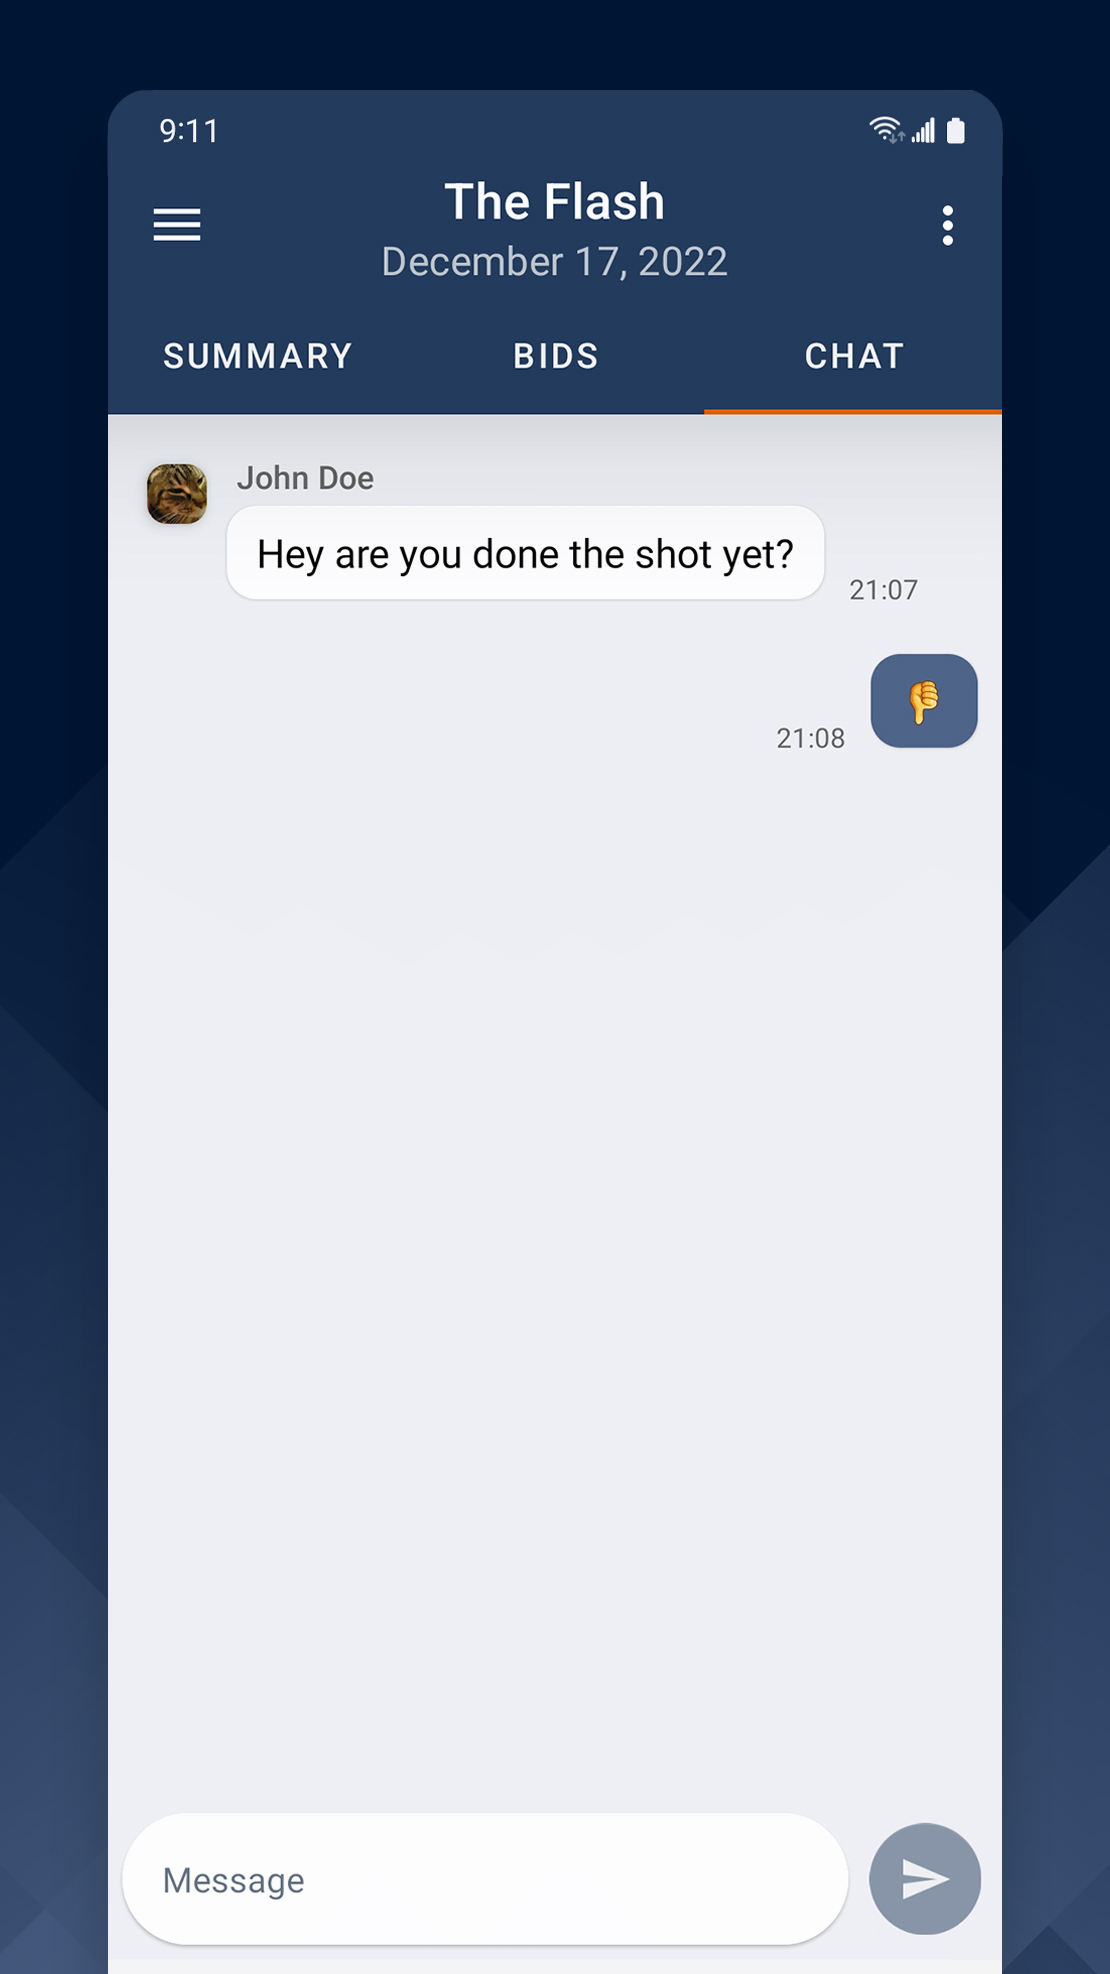 9:11
The Flash
December 17, 2022
SUMMARY
BIDS
CHAT
John Doe
Hey are you done the shot yet?
21:07
👎
21:08
Message